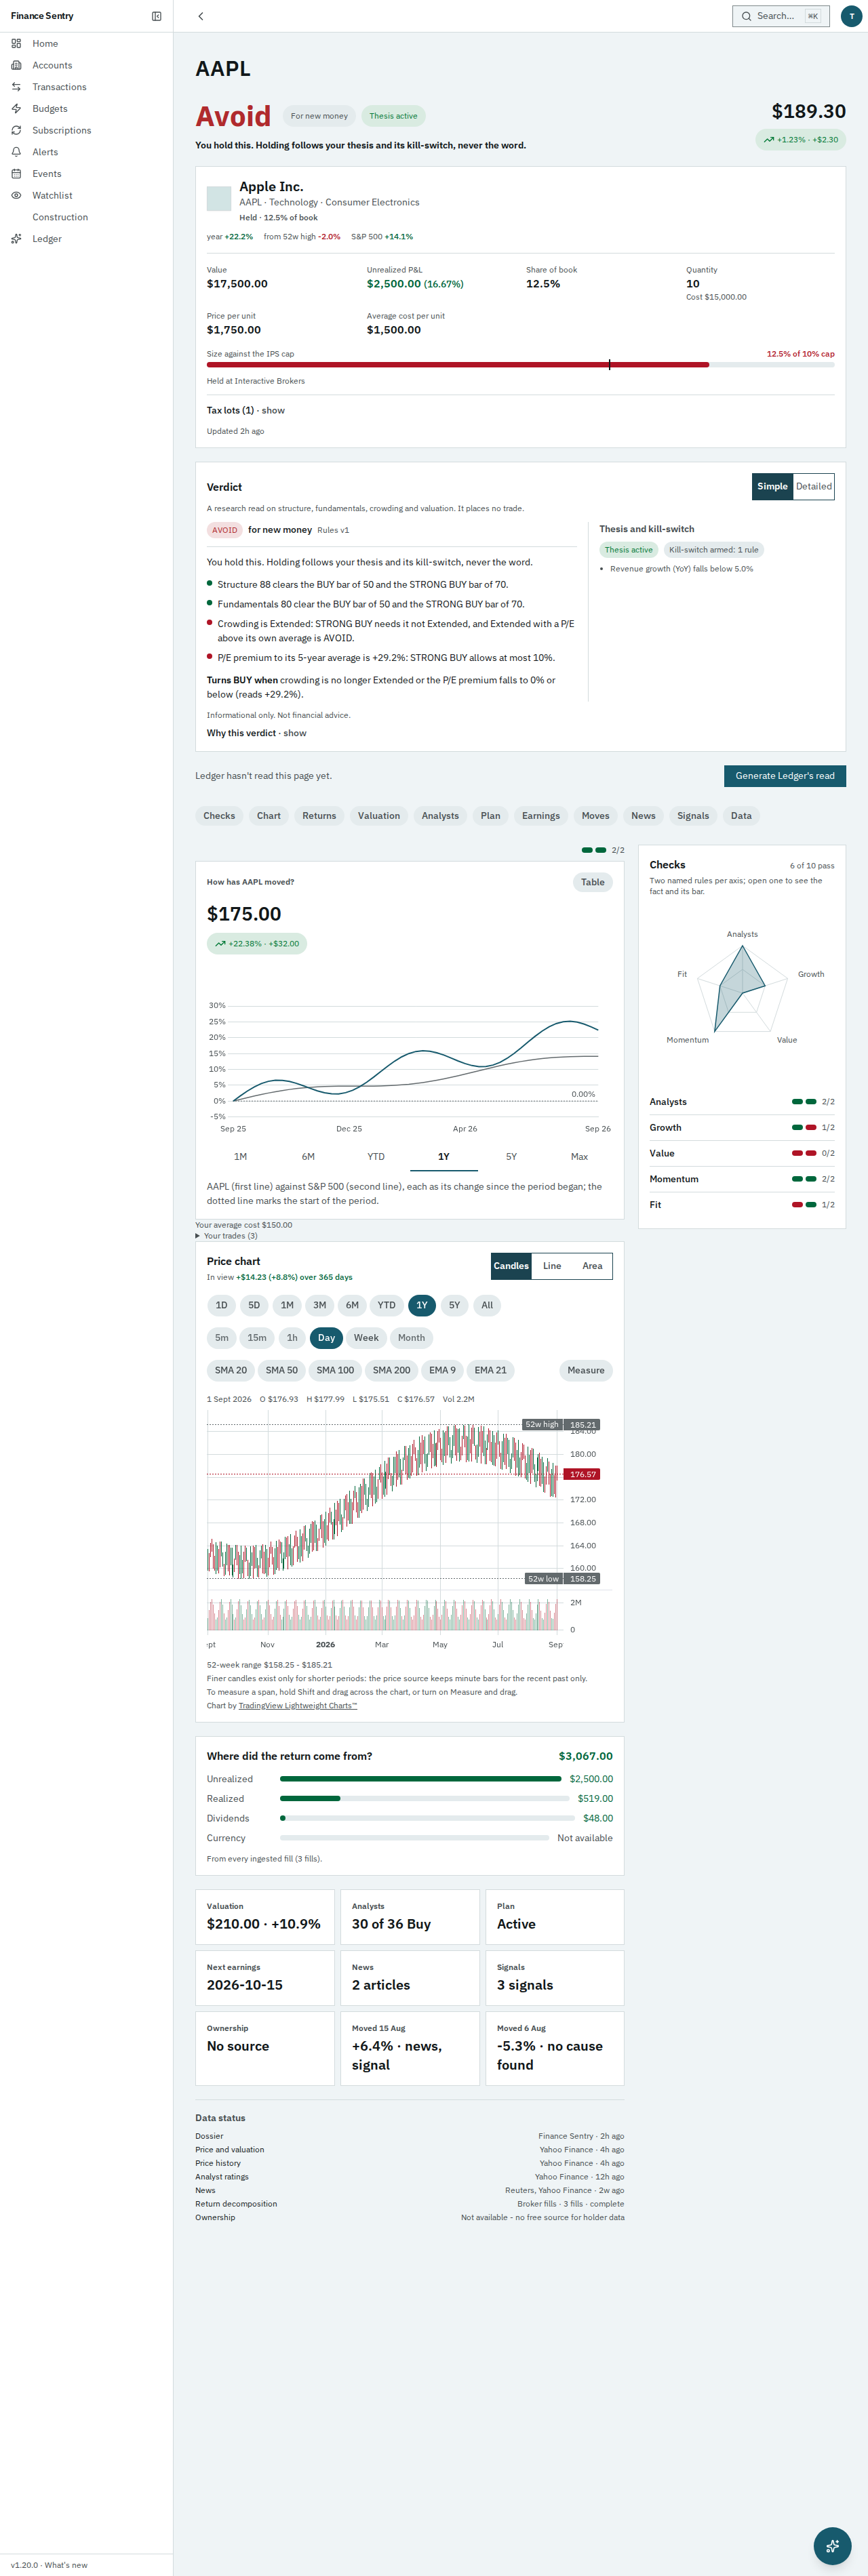 Finance Sentry
Search...
⌘K
T
Home
Accounts
Transactions
Budgets
Subscriptions
Alerts
Events
Watchlist
Construction
Ledger
AAPL
Avoid
For new money
Thesis active
$189.30
+1.23% · +$2.30
You hold this. Holding follows your thesis and its kill-switch, never the word.
Apple Inc.
AAPL · Technology · Consumer Electronics
Held · 12.5% of book
year +22.2% from 52w high -2.0% S&P 500 +14.1%
Value
$17,500.00
Unrealized P&L
$2,500.00 (16.67%)
Share of book
12.5%
Quantity
10
Cost $15,000.00
Price per unit
$1,750.00
Average cost per unit
$1,500.00
Size against the IPS cap
12.5% of 10% cap
Held at Interactive Brokers
Tax lots (1) · show
Updated 2h ago
Verdict
Simple
Detailed
A research read on structure, fundamentals, crowding and valuation. It places no trade.
AVOID for new money Rules v1
You hold this. Holding follows your thesis and its kill-switch, never the word.
Structure 88 clears the BUY bar of 50 and the STRONG BUY bar of 70.
Fundamentals 80 clear the BUY bar of 50 and the STRONG BUY bar of 70.
Crowding is Extended: STRONG BUY needs it not Extended, and Extended with a P/E
above its own average is AVOID.
P/E premium to its 5-year average is +29.2%: STRONG BUY allows at most 10%.
Turns BUY when crowding is no longer Extended or the P/E premium falls to 0% or
below (reads +29.2%).
Informational only. Not financial advice.
Why this verdict · show
Thesis and kill-switch
Thesis active
Kill-switch armed: 1 rule
• Revenue growth (YoY) falls below 5.0%
Ledger hasn't read this page yet.
Generate Ledger's read
Checks
Chart
Returns
Valuation
Analysts
Plan
Earnings
Moves
News
Signals
Data
2/2
How has AAPL moved?
Table
$175.00
+22.38% · +$32.00
30%
25%
20%
15%
10%
5%
0%
-5%
0.00%
Sep 25
Dec 25
Apr 26
Sep 26
1M
6M
YTD
1Y
5Y
Max
AAPL (first line) against S&P 500 (second line), each as its change since the period began; the
dotted line marks the start of the period.
Your average cost $150.00
▶ Your trades (3)
Checks
6 of 10 pass
Two named rules per axis; open one to see the
fact and its bar.
Analysts
Growth
Value
Momentum
Fit
Analysts 2/2
Growth 1/2
Value 0/2
Momentum 2/2
Fit 1/2
Price chart
In view +$14.23 (+8.8%) over 365 days
Candles
Line
Area
1D
5D
1M
3M
6M
YTD
1Y
5Y
All
5m
15m
1h
Day
Week
Month
SMA 20
SMA 50
SMA 100
SMA 200
EMA 9
EMA 21
Measure
1 Sept 2026 O $176.93 H $177.99 L $175.51 C $176.57 Vol 2.2M
52w high 185.21
184.00
180.00
176.57
172.00
168.00
164.00
160.00
52w low 158.25
2M
0
pt
Nov
2026
Mar
May
Jul
Sep
52-week range $158.25 - $185.21
Finer candles exist only for shorter periods: the price source keeps minute bars for the recent past only.
To measure a span, hold Shift and drag across the chart, or turn on Measure and drag.
Chart by TradingView Lightweight Charts™
Where did the return come from?
$3,067.00
Unrealized $2,500.00
Realized $519.00
Dividends $48.00
Currency Not available
From every ingested fill (3 fills).
Valuation
$210.00 · +10.9%
Analysts
30 of 36 Buy
Plan
Active
Next earnings
2026-10-15
News
2 articles
Signals
3 signals
Ownership
No source
Moved 15 Aug
+6.4% · news,
signal
Moved 6 Aug
-5.3% · no cause
found
Data status
Dossier Finance Sentry · 2h ago
Price and valuation Yahoo Finance · 4h ago
Price history Yahoo Finance · 4h ago
Analyst ratings Yahoo Finance · 12h ago
News Reuters, Yahoo Finance · 2w ago
Return decomposition Broker fills · 3 fills · complete
Ownership Not available - no free source for holder data
v1.20.0 · What's new